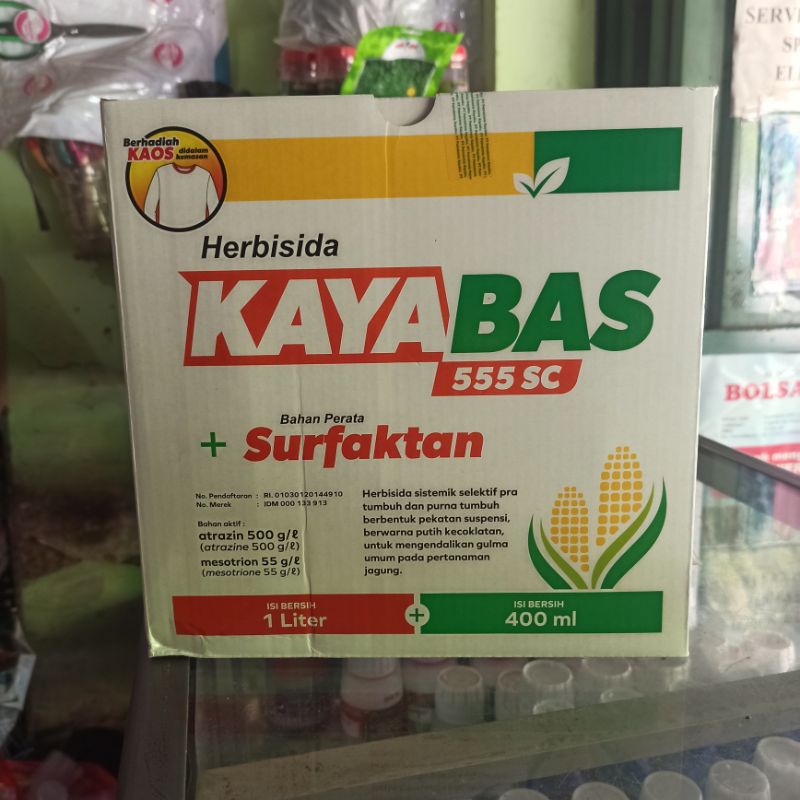 Berhadiah
KAOS didalam kemasan
Herbisida
KAYABAS
555 SC
Bahan Perata
+ Surfaktan
No. Pendaftaran : RI. 01030120144910
No. Merek : IDM 000 133 913
Bahan aktif :
atrazin 500 g/ℓ
(atrazine 500 g/ℓ)
mesotrion 55 g/ℓ
(mesotrione 55 g/ℓ)
Herbisida sistemik selektif pra
tumbuh dan purna tumbuh
berbentuk pekatan suspensi,
berwarna putih kecoklatan,
untuk mengendalikan gulma
umum pada pertanaman
jagung.
ISI BERSIH
1 Liter
+
ISI BERSIH
400 ml
SERV
SP
EL
BOLSA